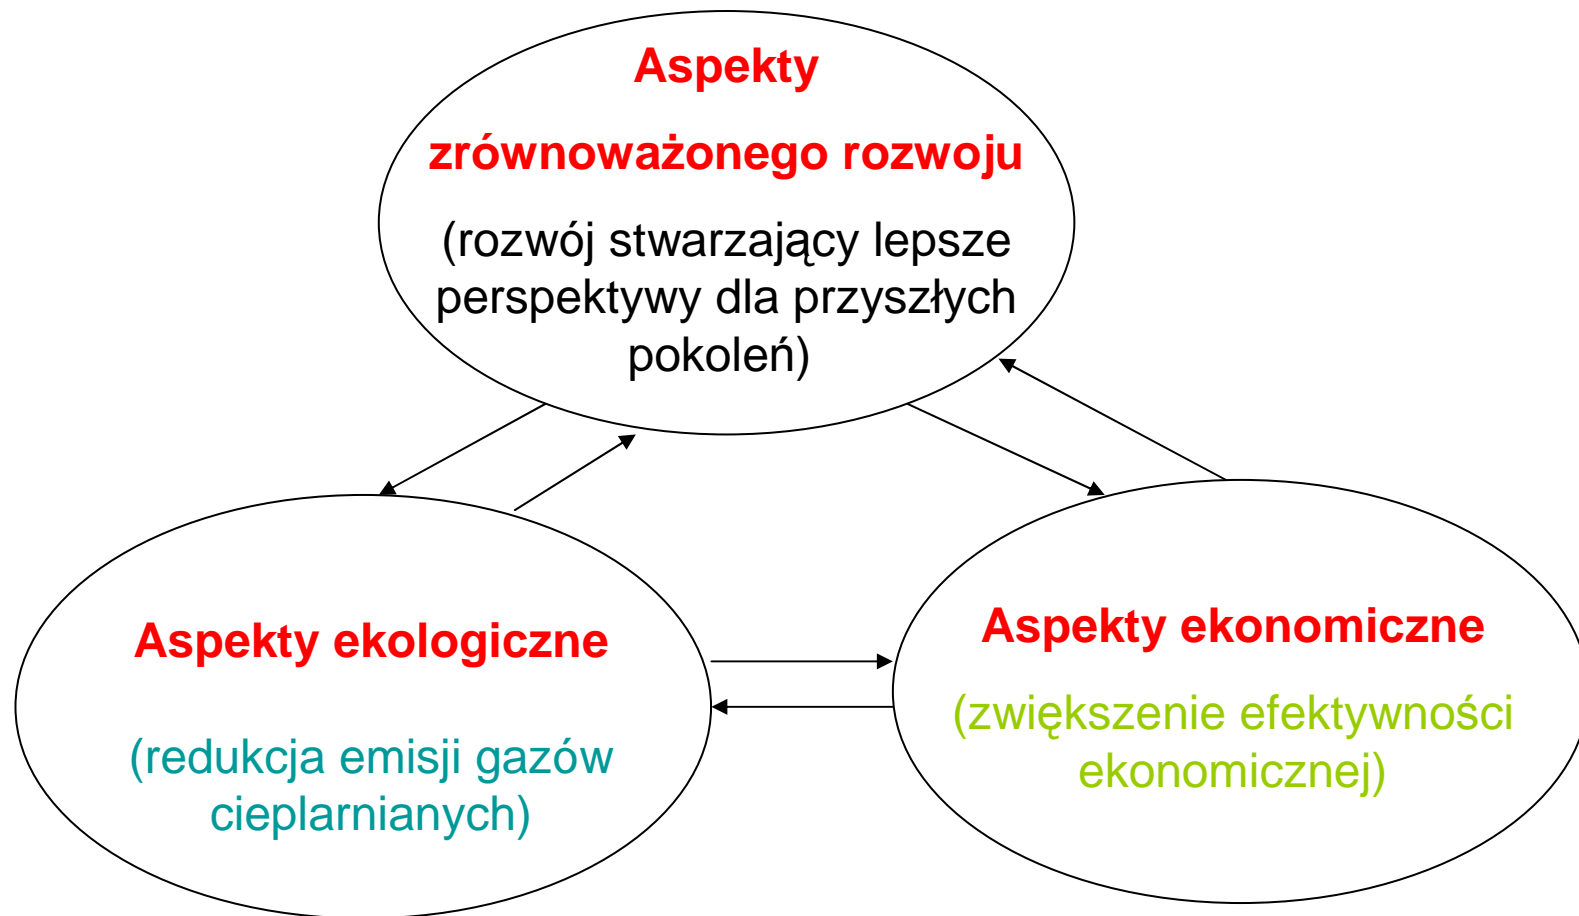 Aspekty
zrównoważonego rozwoju
(rozwój stwarzający lepsze
perspektywy dla przyszłych
pokoleń)
Aspekty ekologiczne
(redukcja emisji gazów
cieplarnianych)
Aspekty ekonomiczne
(zwiększenie efektywności
ekonomicznej)